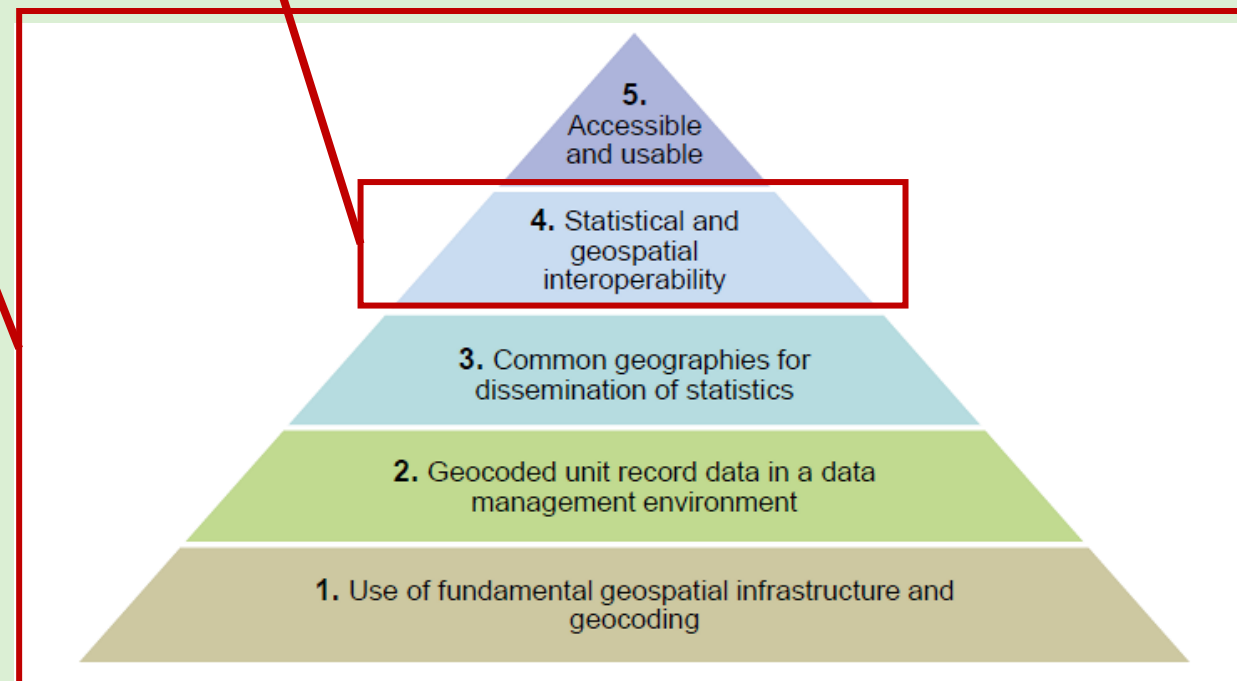 5.
Accessible
and usable
4. Statistical and
geospatial
interoperability
3. Common geographies for
dissemination of statistics
2. Geocoded unit record data in a data
management environment
1. Use of fundamental geospatial infrastructure and
geocoding